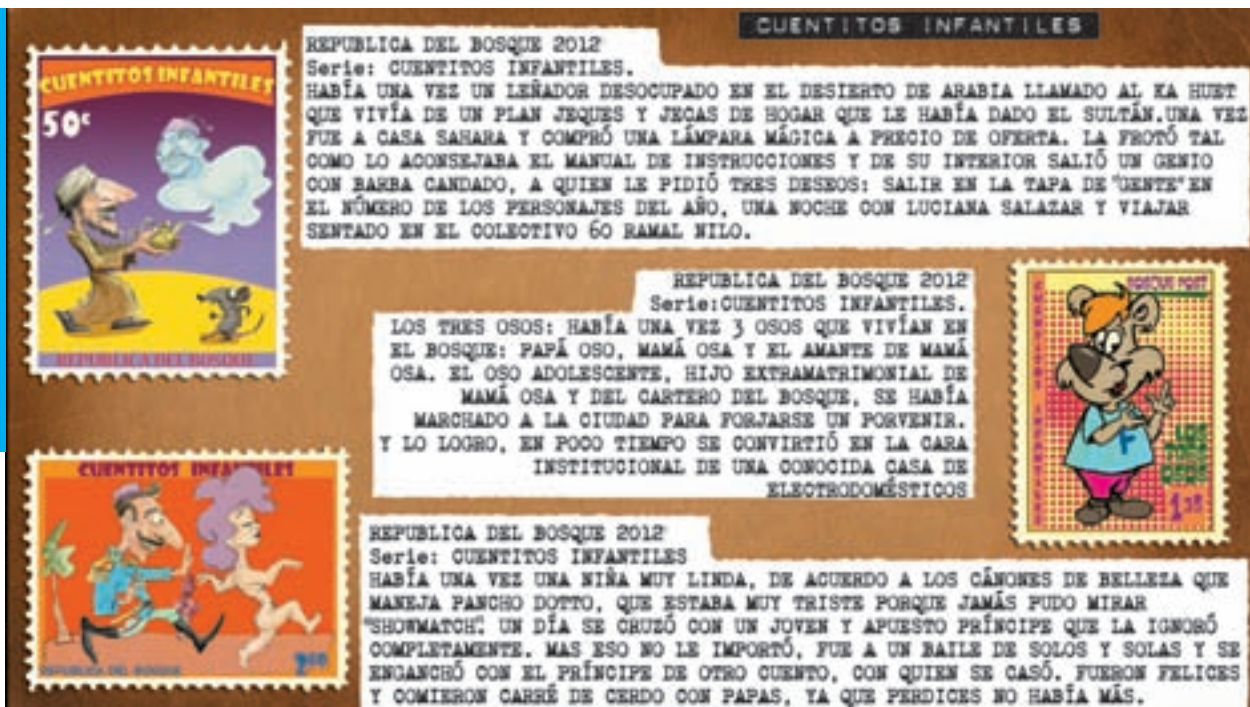 CUENTITOS INFANTILES
CUENTITOS INFANTILES
50c
REPUBLICA DEL BOSQUE
REPUBLICA DEL BOSQUE 2012
Serie: CUENTITOS INFANTILES.
HABÍA UNA VEZ UN LEÑADOR DESOCUPADO EN EL DESIERTO DE ARABIA LLAMADO AL KA HUET
QUE VIVÍA DE UN PLAN JEQUES Y JECAS DE HOGAR QUE LE HABÍA DADO EL SULTÁN.UNA VEZ
FUE A CASA SAHARA Y COMPRÓ UNA LÁMPARA MÁGICA A PRECIO DE OFERTA. LA FROTÓ TAL
COMO LO ACONSEJABA EL MANUAL DE INSTRUCCIONES Y DE SU INTERIOR SALIÓ UN GENIO
CON BARBA CANDADO, A QUIEN LE PIDIÓ TRES DESEOS: SALIR EN LA TAPA DE "GENTE" EN
EL NÚMERO DE LOS PERSONAJES DEL AÑO, UNA NOCHE CON LUCIANA SALAZAR Y VIAJAR
SENTADO EN EL COLECTIVO 60 RAMAL NILO.
REPUBLICA DEL BOSQUE 2012
Serie:CUENTITOS INFANTILES.
LOS TRES OSOS: HABÍA UNA VEZ 3 OSOS QUE VIVÍAN EN
EL BOSQUE: PAPÁ OSO, MAMÁ OSA Y EL AMANTE DE MAMÁ
OSA. EL OSO ADOLESCENTE, HIJO EXTRAMATRIMONIAL DE
MAMÁ OSA Y DEL CARTERO DEL BOSQUE, SE HABÍA
MARCHADO A LA CIUDAD PARA FORJARSE UN PORVENIR.
Y LO LOGRO, EN POCO TIEMPO SE CONVIRTIÓ EN LA CARA
INSTITUCIONAL DE UNA CONOCIDA CASA DE
ELECTRODOMÉSTICOS
BOSQUE POST
CUENTITOS INFANTILES
F
LOS
TRES
OSOS
CUENTITOS INFANTILES
REPUBLICA DEL BOSQUE
REPUBLICA DEL BOSQUE 2012
Serie: CUENTITOS INFANTILES
HABÍA UNA VEZ UNA NIÑA MUY LINDA, DE ACUERDO A LOS CÁNONES DE BELLEZA QUE
MANEJA PANCHO DOTTO, QUE ESTABA MUY TRISTE PORQUE JAMÁS PUDO MIRAR
"SHOWMATCH". UN DÍA SE CRUZÓ CON UN JOVEN Y APUESTO PRÍNCIPE QUE LA IGNORÓ
COMPLETAMENTE. MAS ESO NO LE IMPORTÓ, FUE A UN BAILE DE SOLOS Y SOLAS Y SE
ENGANCHÓ CON EL PRÍNCIPE DE OTRO CUENTO, CON QUIEN SE CASÓ. FUERON FELICES
Y COMIERON CARRÉ DE CERDO CON PAPAS, YA QUE PERDICES NO HABÍA MÁS.